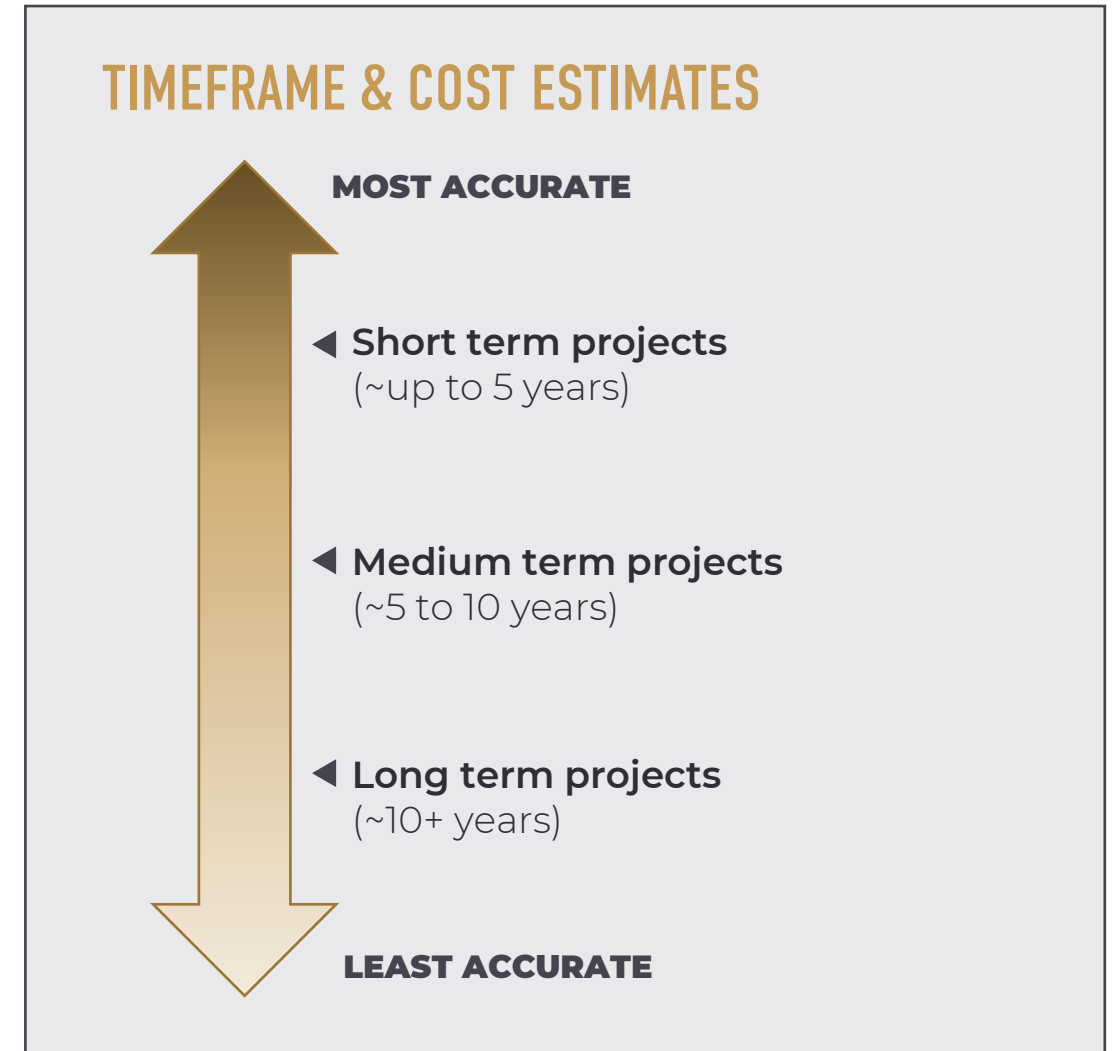 TIMEFRAME & COST ESTIMATES
MOST ACCURATE
Short term projects
(~up to 5 years)
Medium term projects
(~5 to 10 years)
Long term projects
(~10+ years)
LEAST ACCURATE